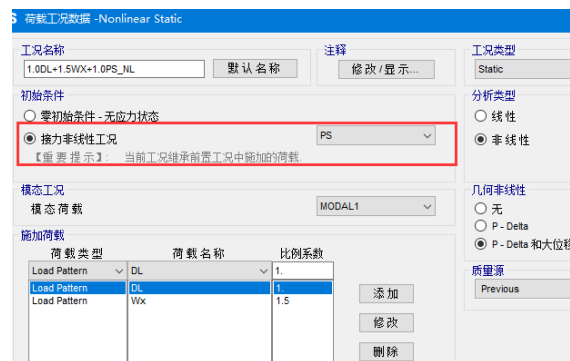 荷载工况数据 -Nonlinear Static
工况名称
1.0DL+1.5WX+1.0PS_NL
默认名称
注释
修改/显示...
工况类型
Static
初始条件
零初始条件 - 无应力状态
接力非线性工况
PS
【重要提示】: 当前工况继承前置工况中施加的荷载.
分析类型
线性
非线性
模态工况
模态荷载
MODAL1
几何非线性
无
P - Delta
P - Delta 和大位移
施加荷载
荷载类型 荷载名称 比例系数
Load Pattern DL 1.
Load Pattern DL 1.
Load Pattern Wx 1.5
添加
修改
删除
质量源
Previous